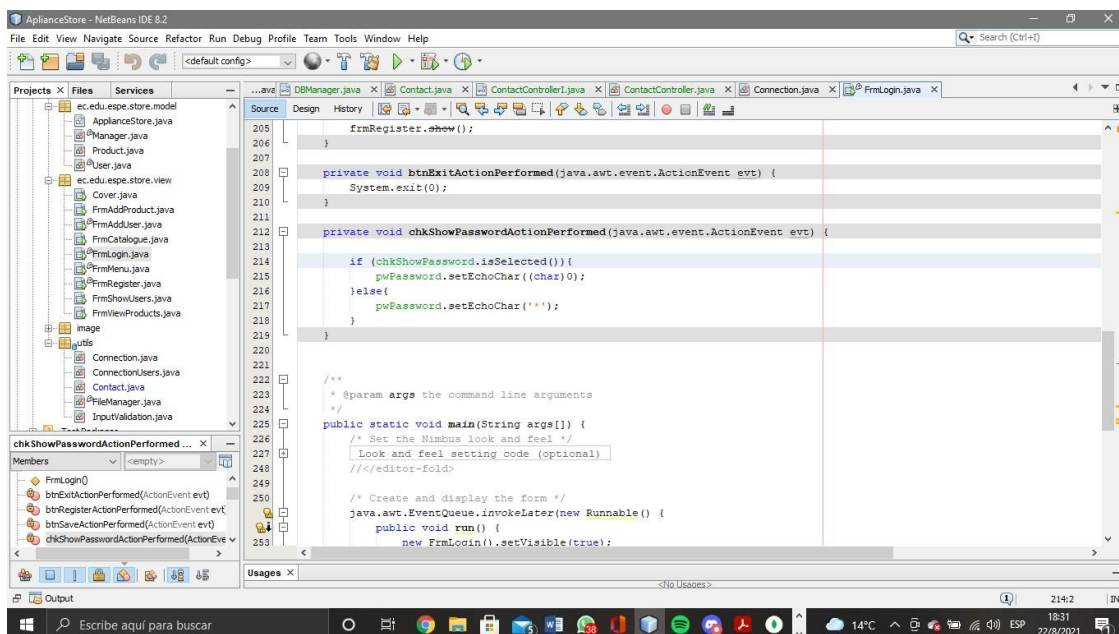 AplianceStore - NetBeans IDE 8.2
File Edit View Navigate Source Refactor Run Debug Profile Team Tools Window Help
Search (Ctrl+I)
<default config>
Projects Files Services
ec.edu.espe.store.model
ApplianceStore.java
Manager.java
Product.java
User.java
ec.edu.espe.store.view
Cover.java
FrmAddProduct.java
FrmAddUser.java
FrmCatalogue.java
FrmLogin.java
FrmMenu.java
FrmRegister.java
FrmShowUsers.java
FrmViewProducts.java
image
utils
Connection.java
ConnectionUsers.java
Contact.java
FileManager.java
InputValidation.java
chkShowPasswordActionPerformed ...
Members <empty>
FrmLogin()
btnExitActionPerformed(ActionEvent evt)
btnRegisterActionPerformed(ActionEvent evt
btnSaveActionPerformed(ActionEvent evt)
chkShowPasswordActionPerformed(ActionEve
...ava DBManager.java Contact.java ContactControllerI.java ContactController.java Connection.java FrmLogin.java
Source Design History
205 frmRegister.show();
206 }
207
208 private void btnExitActionPerformed(java.awt.event.ActionEvent evt) {
209 System.exit(0);
210 }
211
212 private void chkShowPasswordActionPerformed(java.awt.event.ActionEvent evt) {
213
214 if (chkShowPassword.isSelected()){
215 pwPassword.setEchoChar((char)0);
216 }else{
217 pwPassword.setEchoChar('*');
218 }
219 }
220
221
222 /**
223 * @param args the command line arguments
224 */
225 public static void main(String args[]) {
226 /* Set the Nimbus look and feel */
227 Look and feel setting code (optional)
248 //</editor-fold>
249
250 /* Create and display the form */
java.awt.EventQueue.invokeLater(new Runnable() {
public void run() {
253 new FrmLogin().setVisible(true);
Usages
<No Usages>
Output
1 214:2 IN
Escribe aquí para buscar
14°C
ESP
18:31
22/8/2021